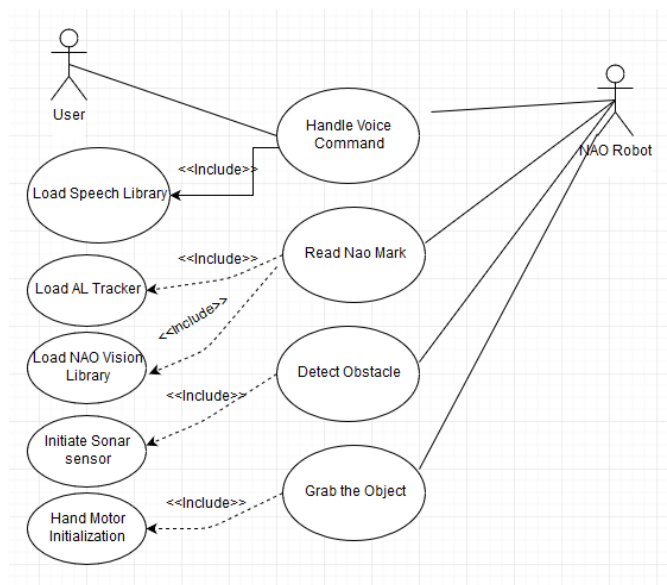 User
NAO Robot
Handle Voice
Command
<<Include>>
Load Speech Library
Read Nao Mark
<<Include>>
Load AL Tracker
<<Include>>
Load NAO Vision
Library
Detect Obstacle
<<Include>>
Initiate Sonar
sensor
Grab the Object
<<Include>>
Hand Motor
Initialization